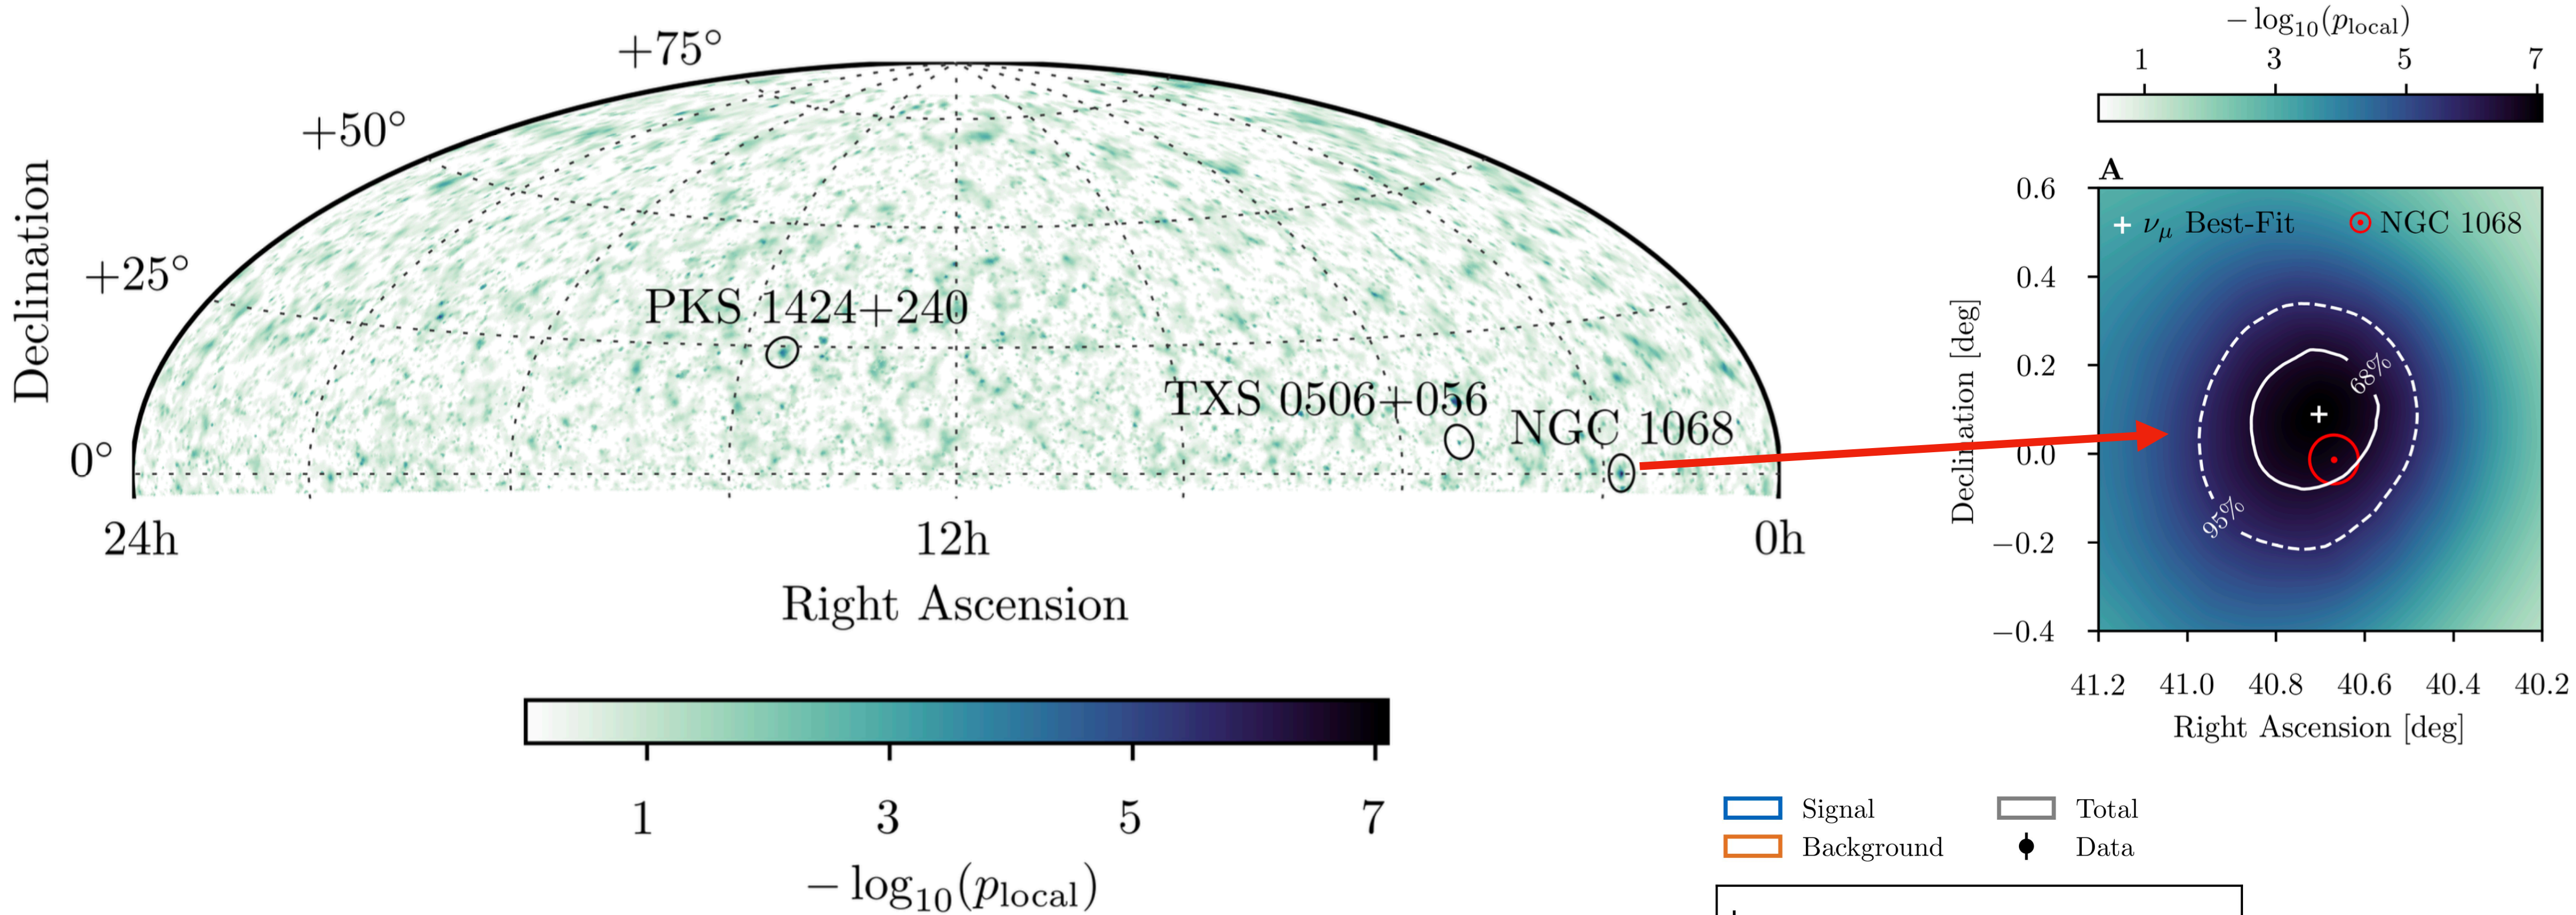 +75°
+50°
+25°
0°
Declination
PKS 1424+240
TXS 0506+056
NGC 1068
24h
12h
0h
Right Ascension
1
3
5
7
− log₁₀(p_local)
− log₁₀(p_local)
1
3
5
7
A
ν_μ Best-Fit
NGC 1068
0.6
0.4
0.2
0.0
−0.2
−0.4
Declination [deg]
68%
95%
41.2
41.0
40.8
40.6
40.4
40.2
Right Ascension [deg]
Signal
Total
Background
Data